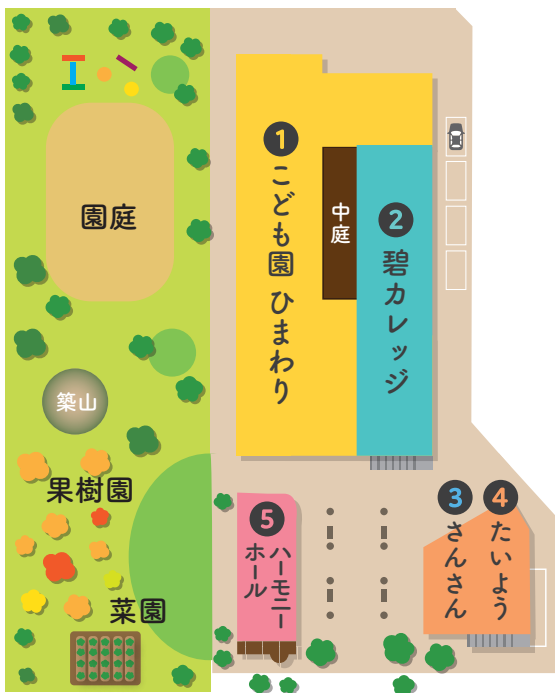 園庭
築山
果樹園
菜園
1 こども園 ひまわり
中庭
2 碧カレッジ
3 さんさん
4 たいよう
5 ハーモニー
ホール